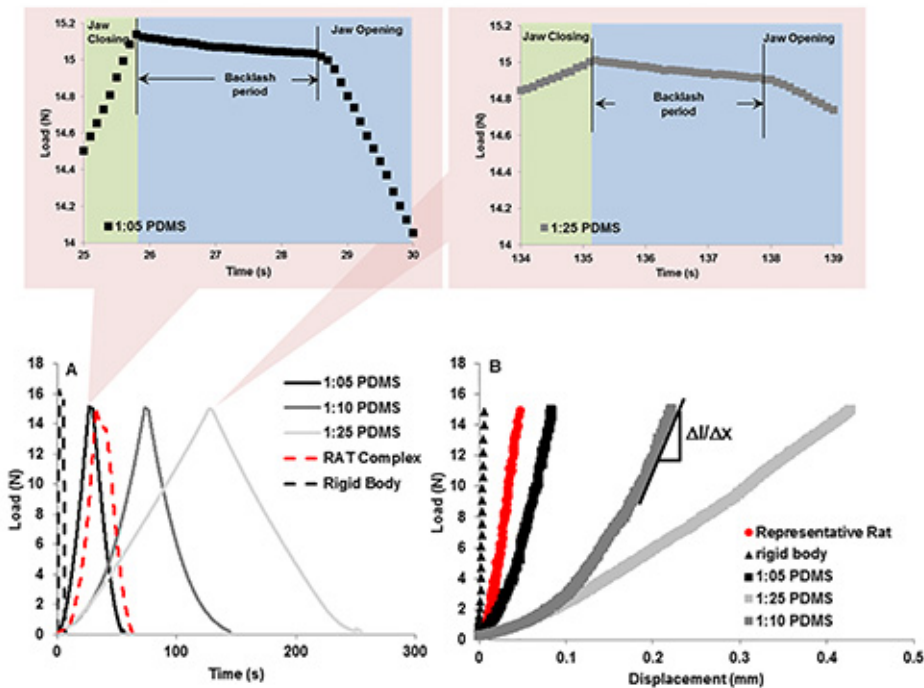 15.2
15
14.8
14.6
14.4
14.2
14
Load (N)
Jaw
Closing
Jaw Opening
Backlash
period
1:05 PDMS
25 26 27 28 29 30
Time (s)
15.2
15
14.8
14.6
14.4
14.2
14
Load (N)
Jaw Closing
Jaw Opening
Backlash
period
1:25 PDMS
134 135 136 137 138 139
Time (s)
A
18
16
14
12
10
8
6
4
2
0
Load (N)
1:05 PDMS
1:10 PDMS
1:25 PDMS
RAT Complex
Rigid Body
0 100 200 300
Time (s)
B
18
16
14
12
10
8
6
4
2
0
Load (N)
Δl/Δx
Representative Rat
rigid body
1:05 PDMS
1:25 PDMS
1:10 PDMS
0 0.1 0.2 0.3 0.4 0.5
Displacement (mm)